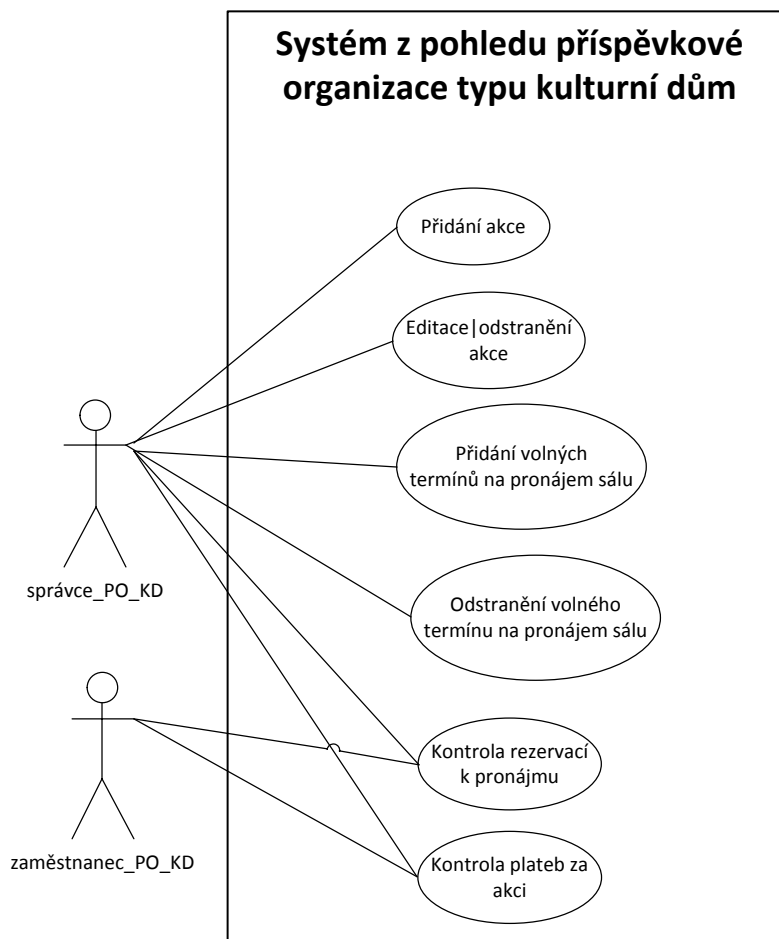 Systém z pohledu příspěvkové
organizace typu kulturní dům
Přidání akce
Editace|odstranění
akce
Přidání volných
termínů na pronájem sálu
správce_PO_KD
Odstranění volného
termínu na pronájem sálu
Kontrola rezervací
k pronájmu
zaměstnanec_PO_KD
Kontrola plateb za
akci